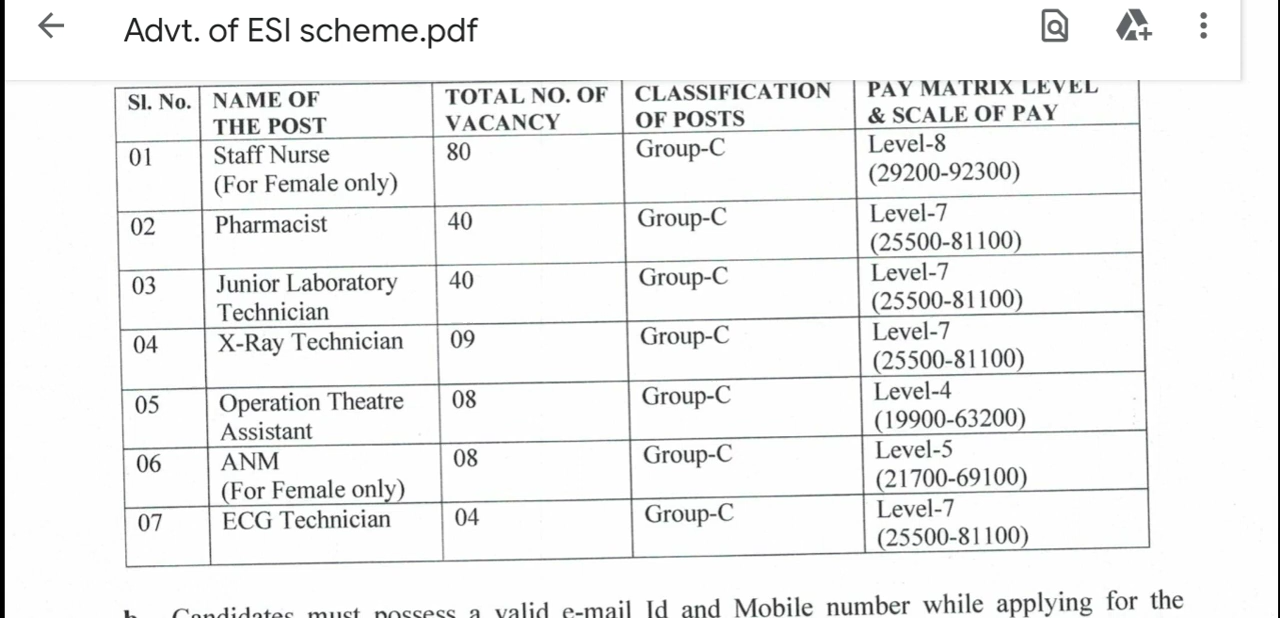 Advt. of ESI scheme.pdf
Sl. No. NAME OF THE POST TOTAL NO. OF VACANCY CLASSIFICATION OF POSTS PAY MATRIX LEVEL & SCALE OF PAY
01 Staff Nurse (For Female only) 80 Group-C Level-8 (29200-92300)
02 Pharmacist 40 Group-C Level-7 (25500-81100)
03 Junior Laboratory Technician 40 Group-C Level-7 (25500-81100)
04 X-Ray Technician 09 Group-C Level-7 (25500-81100)
05 Operation Theatre Assistant 08 Group-C Level-4 (19900-63200)
06 ANM (For Female only) 08 Group-C Level-5 (21700-69100)
07 ECG Technician 04 Group-C Level-7 (25500-81100)
Candidates must possess a valid e-mail Id and Mobile number while applying for the